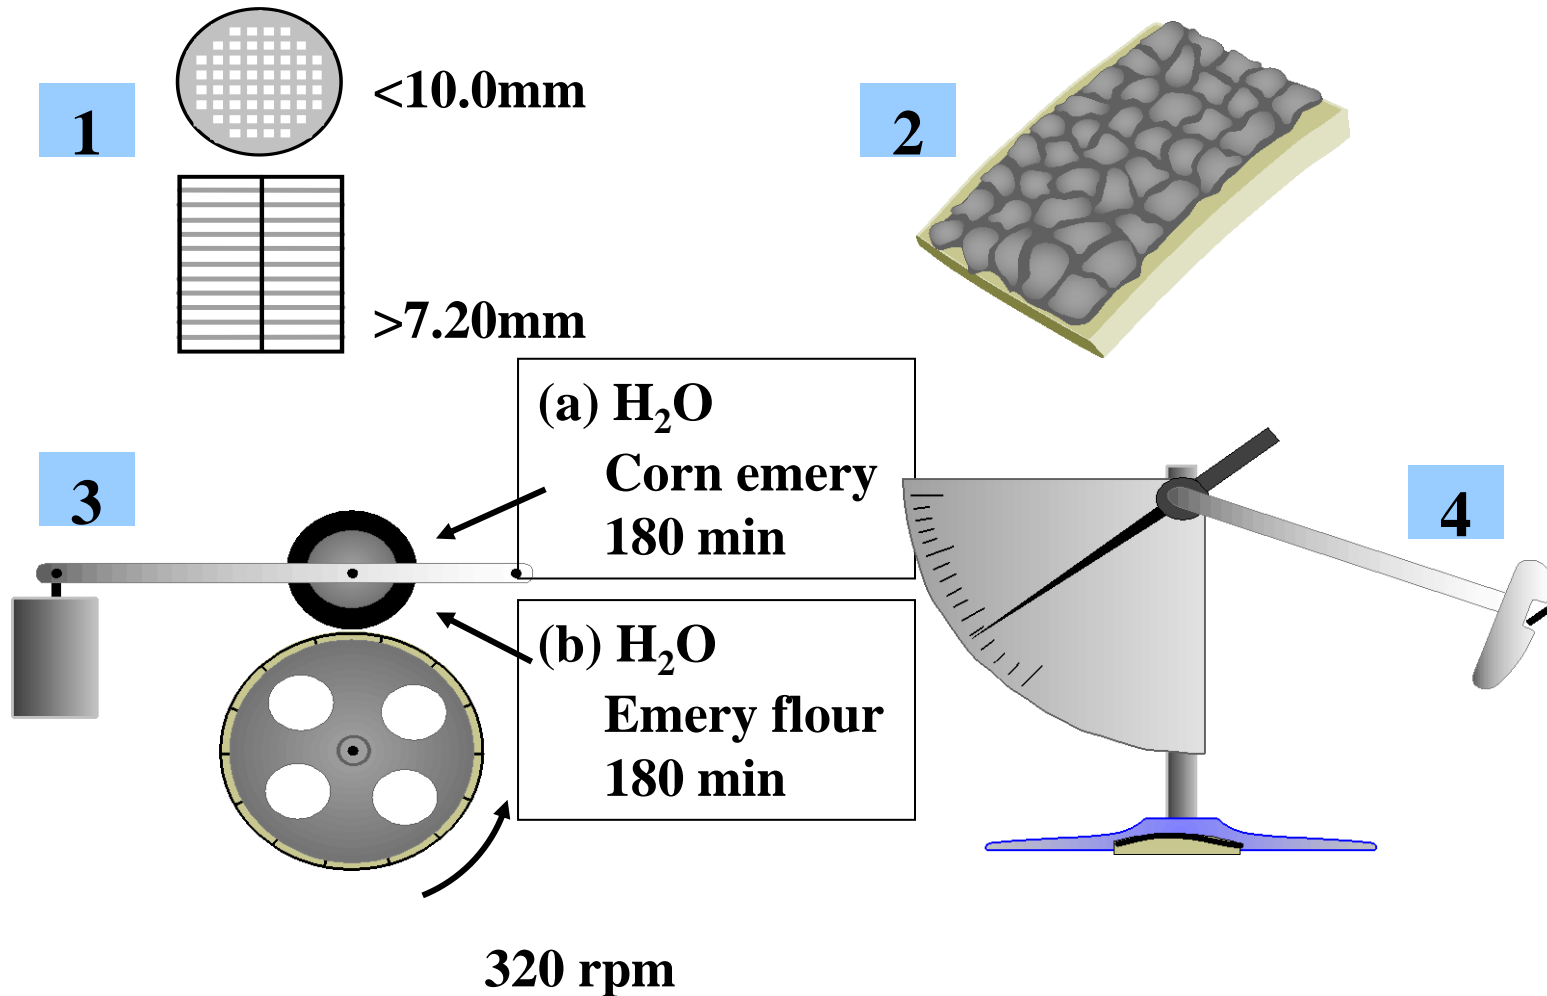 1
<10.0mm
>7.20mm
2
3
(a) H₂O
Corn emery
180 min
(b) H₂O
Emery flour
180 min
320 rpm
4